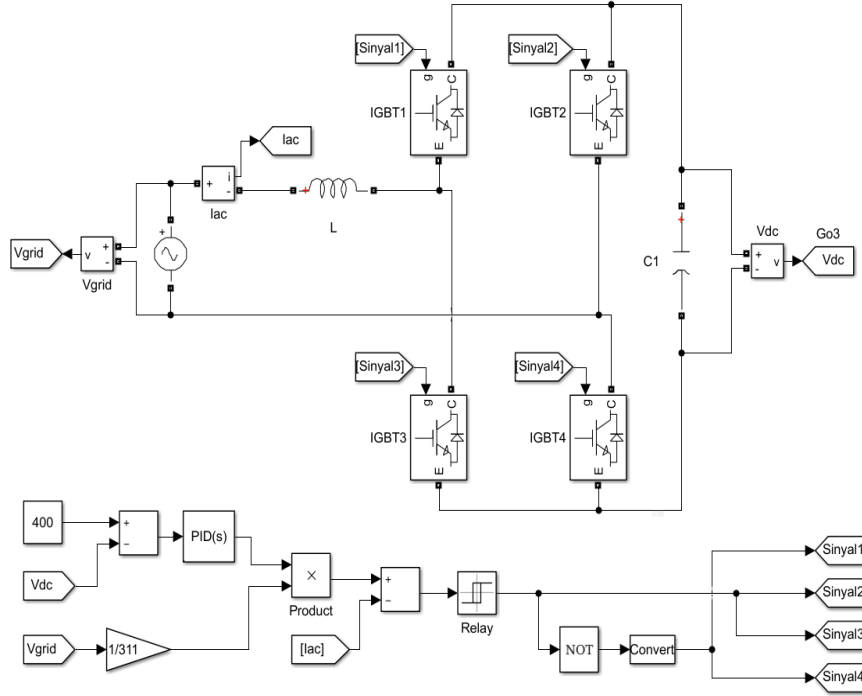 [Sinyal1]
[Sinyal2]
g
C
g
C
IGBT1
IGBT2
E
E
Iac
+
i
-
Iac
+
L
Vgrid
+
v
-
Vgrid
+
+
C1
Vdc
+
v
-
Go3
Vdc
[Sinyal3]
[Sinyal4]
g
C
g
C
IGBT3
IGBT4
E
E
400
+
−
PID(s)
Vdc
×
Product
+
−
Relay
Vgrid
1/311
[Iac]
NOT
Convert
Sinyal1
Sinyal2
Sinyal3
Sinyal4